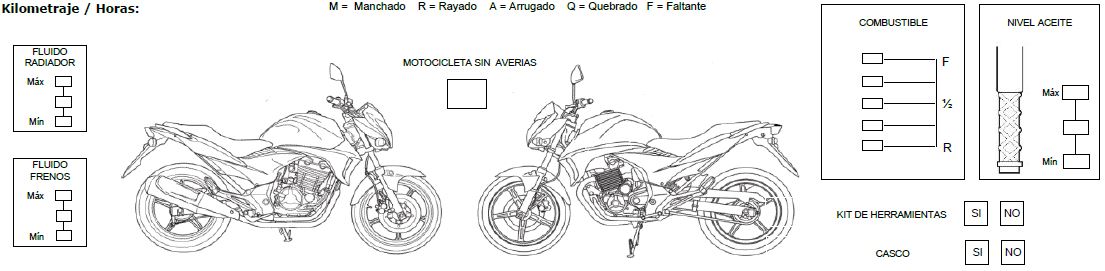 Kilometraje / Horas:
M = Manchado R = Rayado A = Arrugado Q = Quebrado F = Faltante
FLUIDO
RADIADOR
Máx
Mín
FLUIDO
FRENOS
Máx
Mín
MOTOCICLETA SIN AVERIAS
COMBUSTIBLE
F
½
R
NIVEL ACEITE
Máx
Mín
KIT DE HERRAMIENTAS SI NO
CASCO SI NO